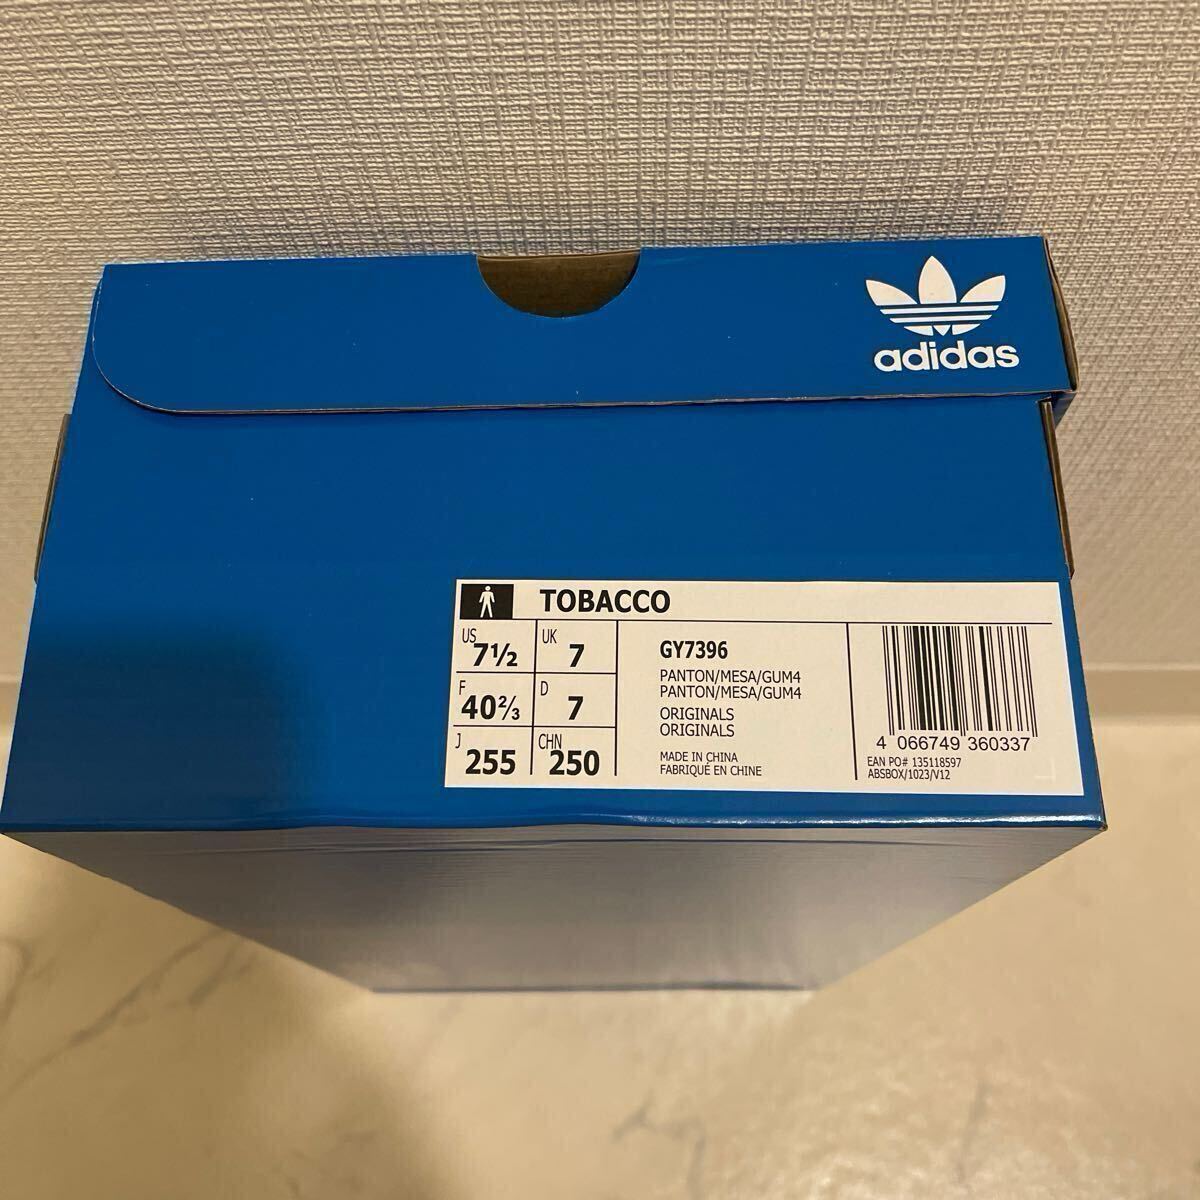 adidas
TOBACCO
US 7½ UK 7
F 40⅔ D 7
J 255 CHN 250
GY7396
PANTON/MESA/GUM4
PANTON/MESA/GUM4
ORIGINALS
ORIGINALS
MADE IN CHINA
FABRIQUÉ EN CHINE
4 066749 360337
EAN PO# 135118597
ABSBOX/1023/V12